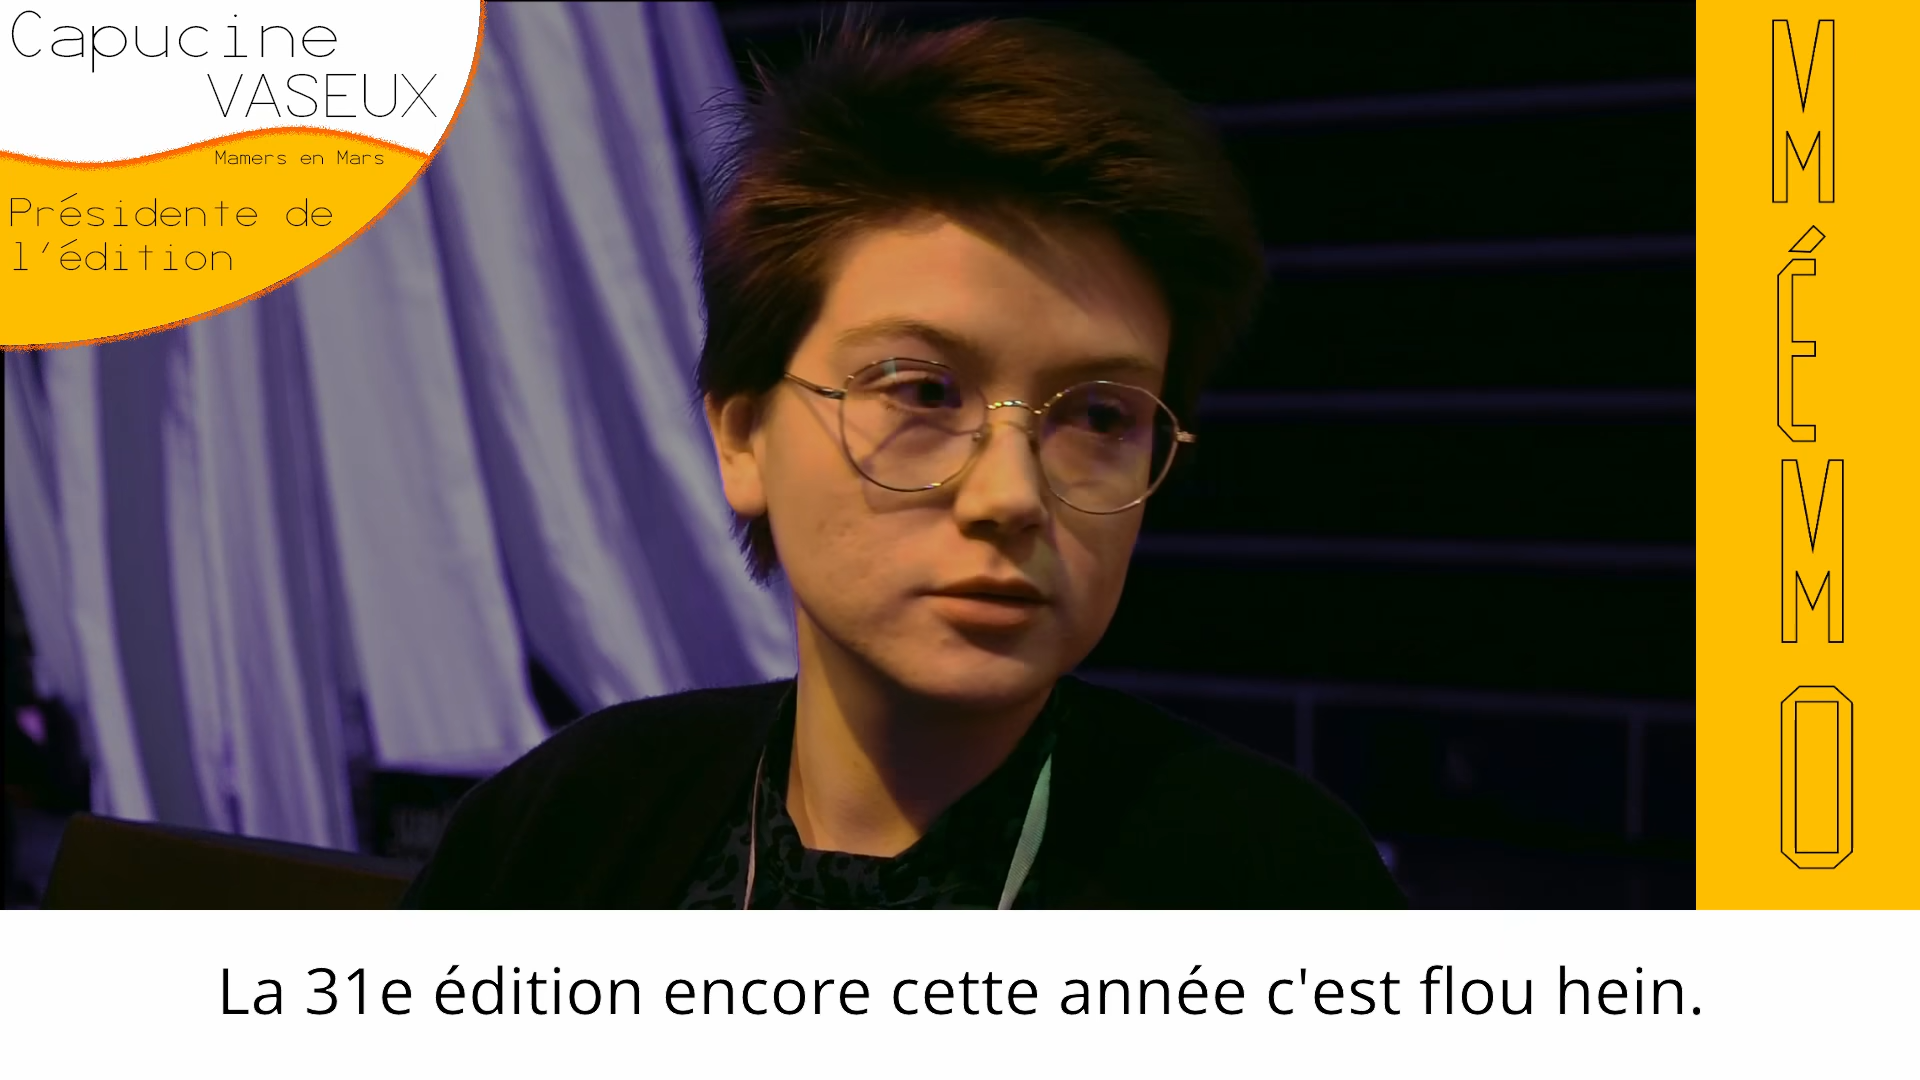 Capucine
VASEUX
Mamers en Mars
Présidente de
l'édition
MÉMO
La 31e édition encore cette année c'est flou hein.